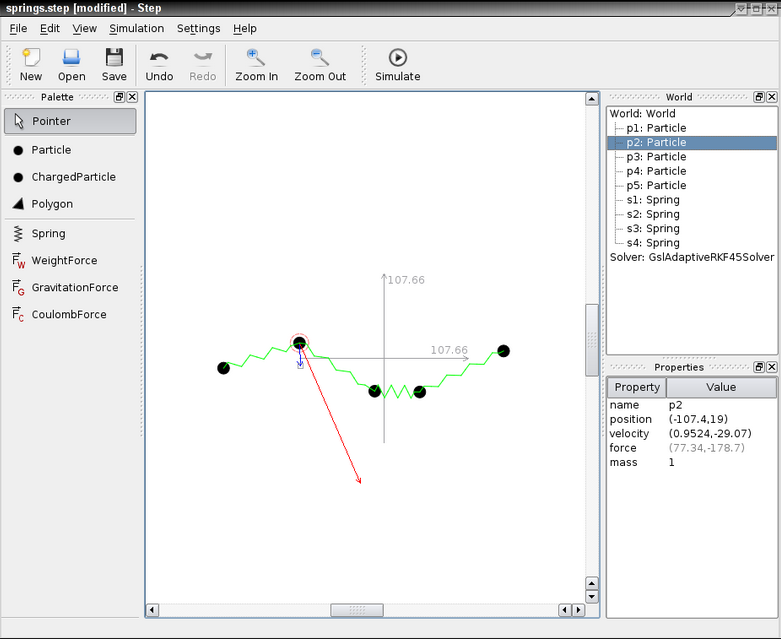 springs.step [modified] - Step
File Edit View Simulation Settings Help
New Open Save Undo Redo Zoom In Zoom Out Simulate
Palette
Pointer
Particle
ChargedParticle
Polygon
Spring
FW WeightForce
FG GravitationForce
FC CoulombForce
107.66
107.66
World
World: World
p1: Particle
p2: Particle
p3: Particle
p4: Particle
p5: Particle
s1: Spring
s2: Spring
s3: Spring
s4: Spring
Solver: GslAdaptiveRKF45Solver
Properties
Property Value
name p2
position (-107.4,19)
velocity (0.9524,-29.07)
force (77.34,-178.7)
mass 1